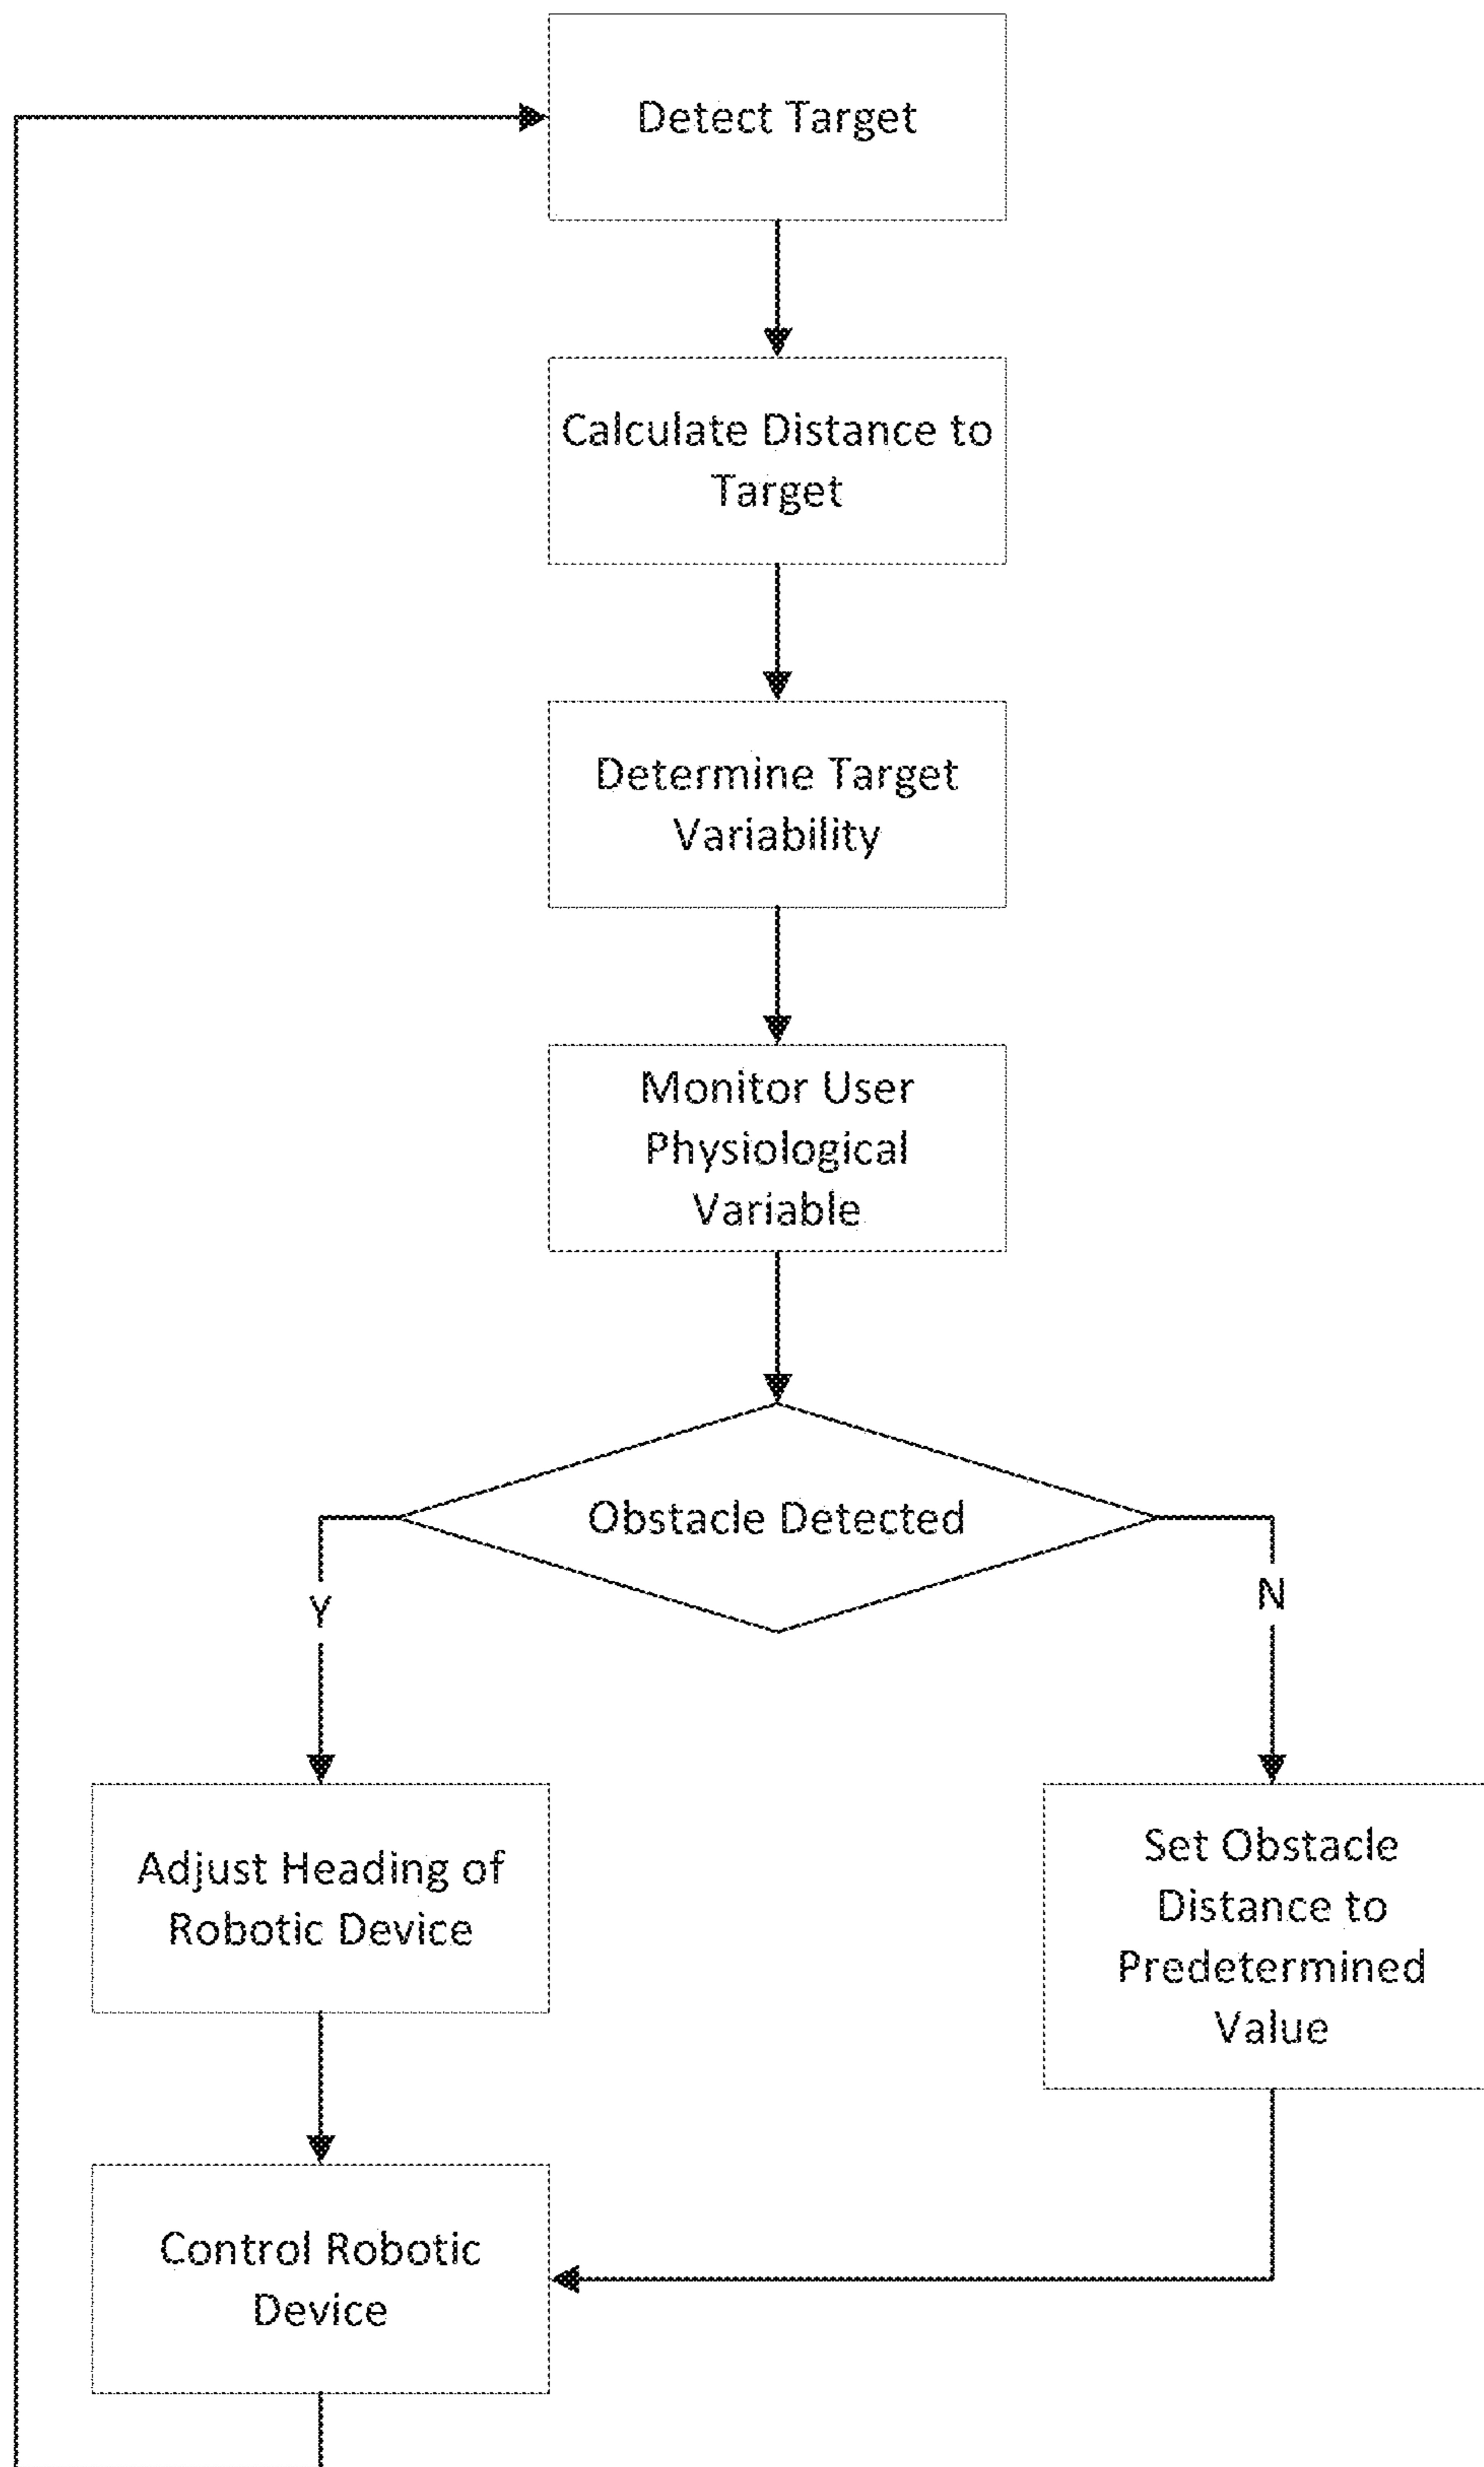 Detect Target
Calculate Distance to
Target
Determine Target
Variability
Monitor User
Physiological
Variable
Obstacle Detected
Y
N
Adjust Heading of
Robotic Device
Set Obstacle
Distance to
Predetermined
Value
Control Robotic
Device